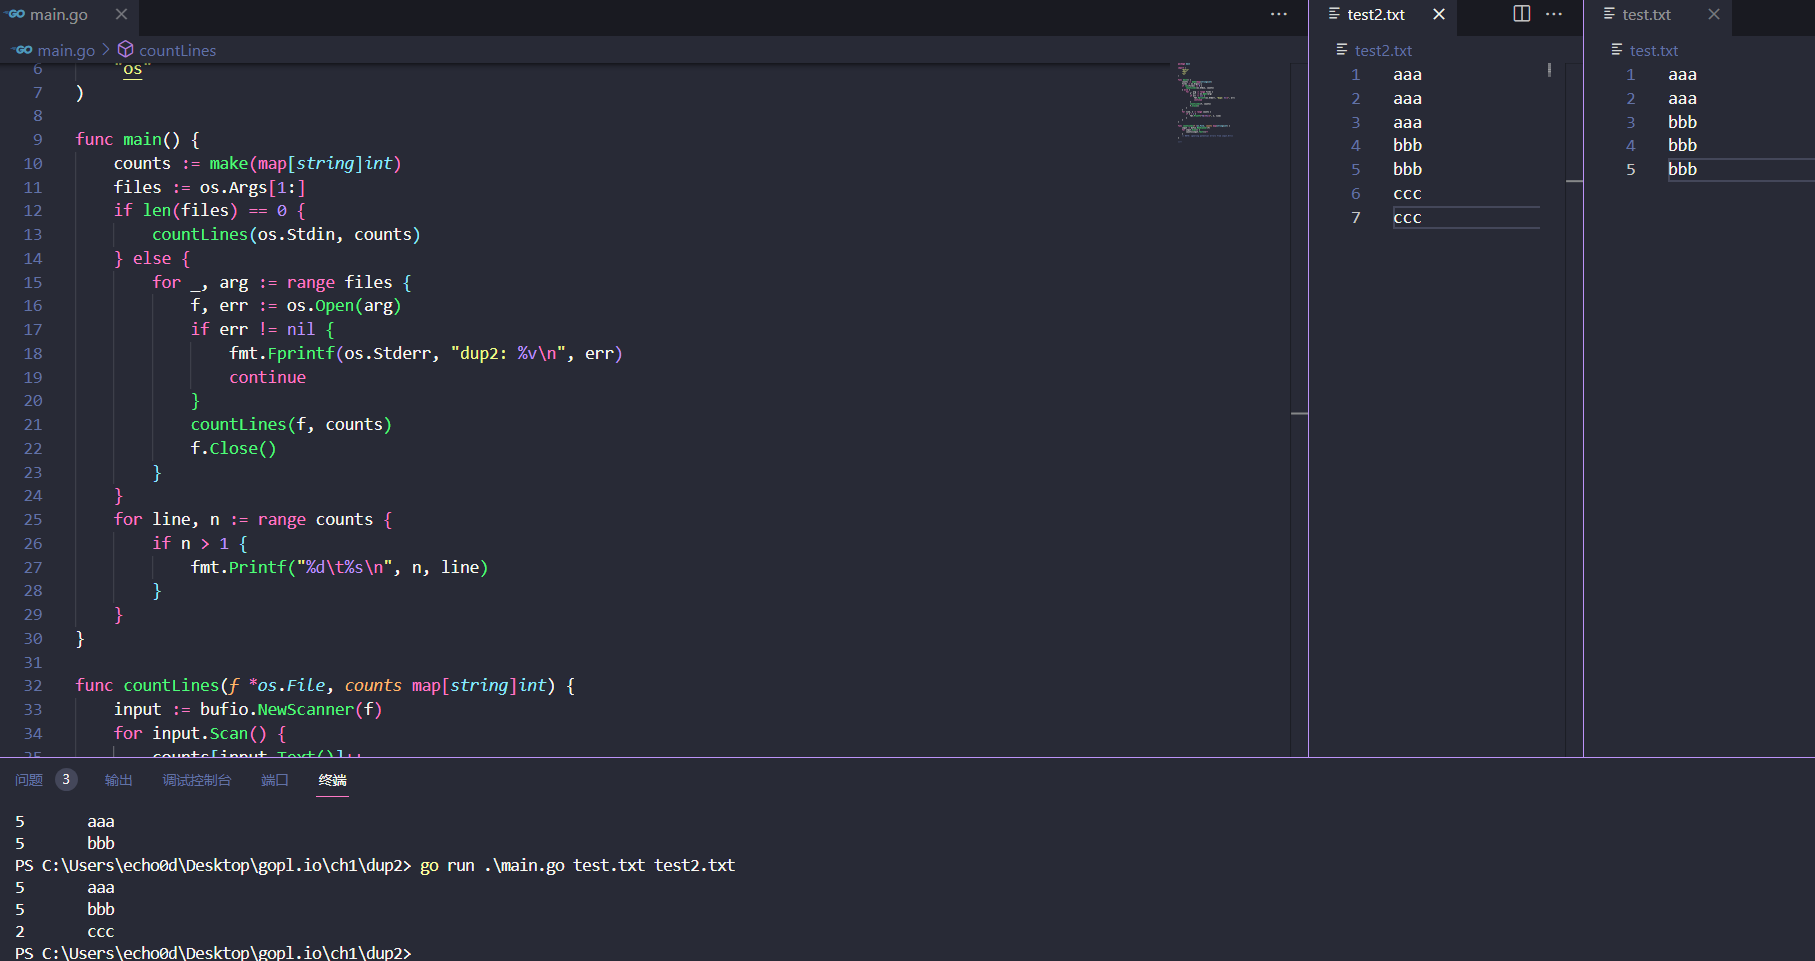 GO main.go
GO main.go > countLines
6 "os"
7 )
8
9 func main() {
10 counts := make(map[string]int)
11 files := os.Args[1:]
12 if len(files) == 0 {
13 countLines(os.Stdin, counts)
14 } else {
15 for _, arg := range files {
16 f, err := os.Open(arg)
17 if err != nil {
18 fmt.Fprintf(os.Stderr, "dup2: %v\n", err)
19 continue
20 }
21 countLines(f, counts)
22 f.Close()
23 }
24 }
25 for line, n := range counts {
26 if n > 1 {
27 fmt.Printf("%d\t%s\n", n, line)
28 }
29 }
30 }
31
32 func countLines(f *os.File, counts map[string]int) {
33 input := bufio.NewScanner(f)
34 for input.Scan() {
35 counts[input.Text()]++
test2.txt
test2.txt
1 aaa
2 aaa
3 aaa
4 bbb
5 bbb
6 ccc
7 ccc
test.txt
test.txt
1 aaa
2 aaa
3 bbb
4 bbb
5 bbb
问题 3 输出 调试控制台 端口 终端
5 aaa
5 bbb
PS C:\Users\echo0d\Desktop\gopl.io\ch1\dup2> go run .\main.go test.txt test2.txt
5 aaa
5 bbb
2 ccc
PS C:\Users\echo0d\Desktop\gopl.io\ch1\dup2>